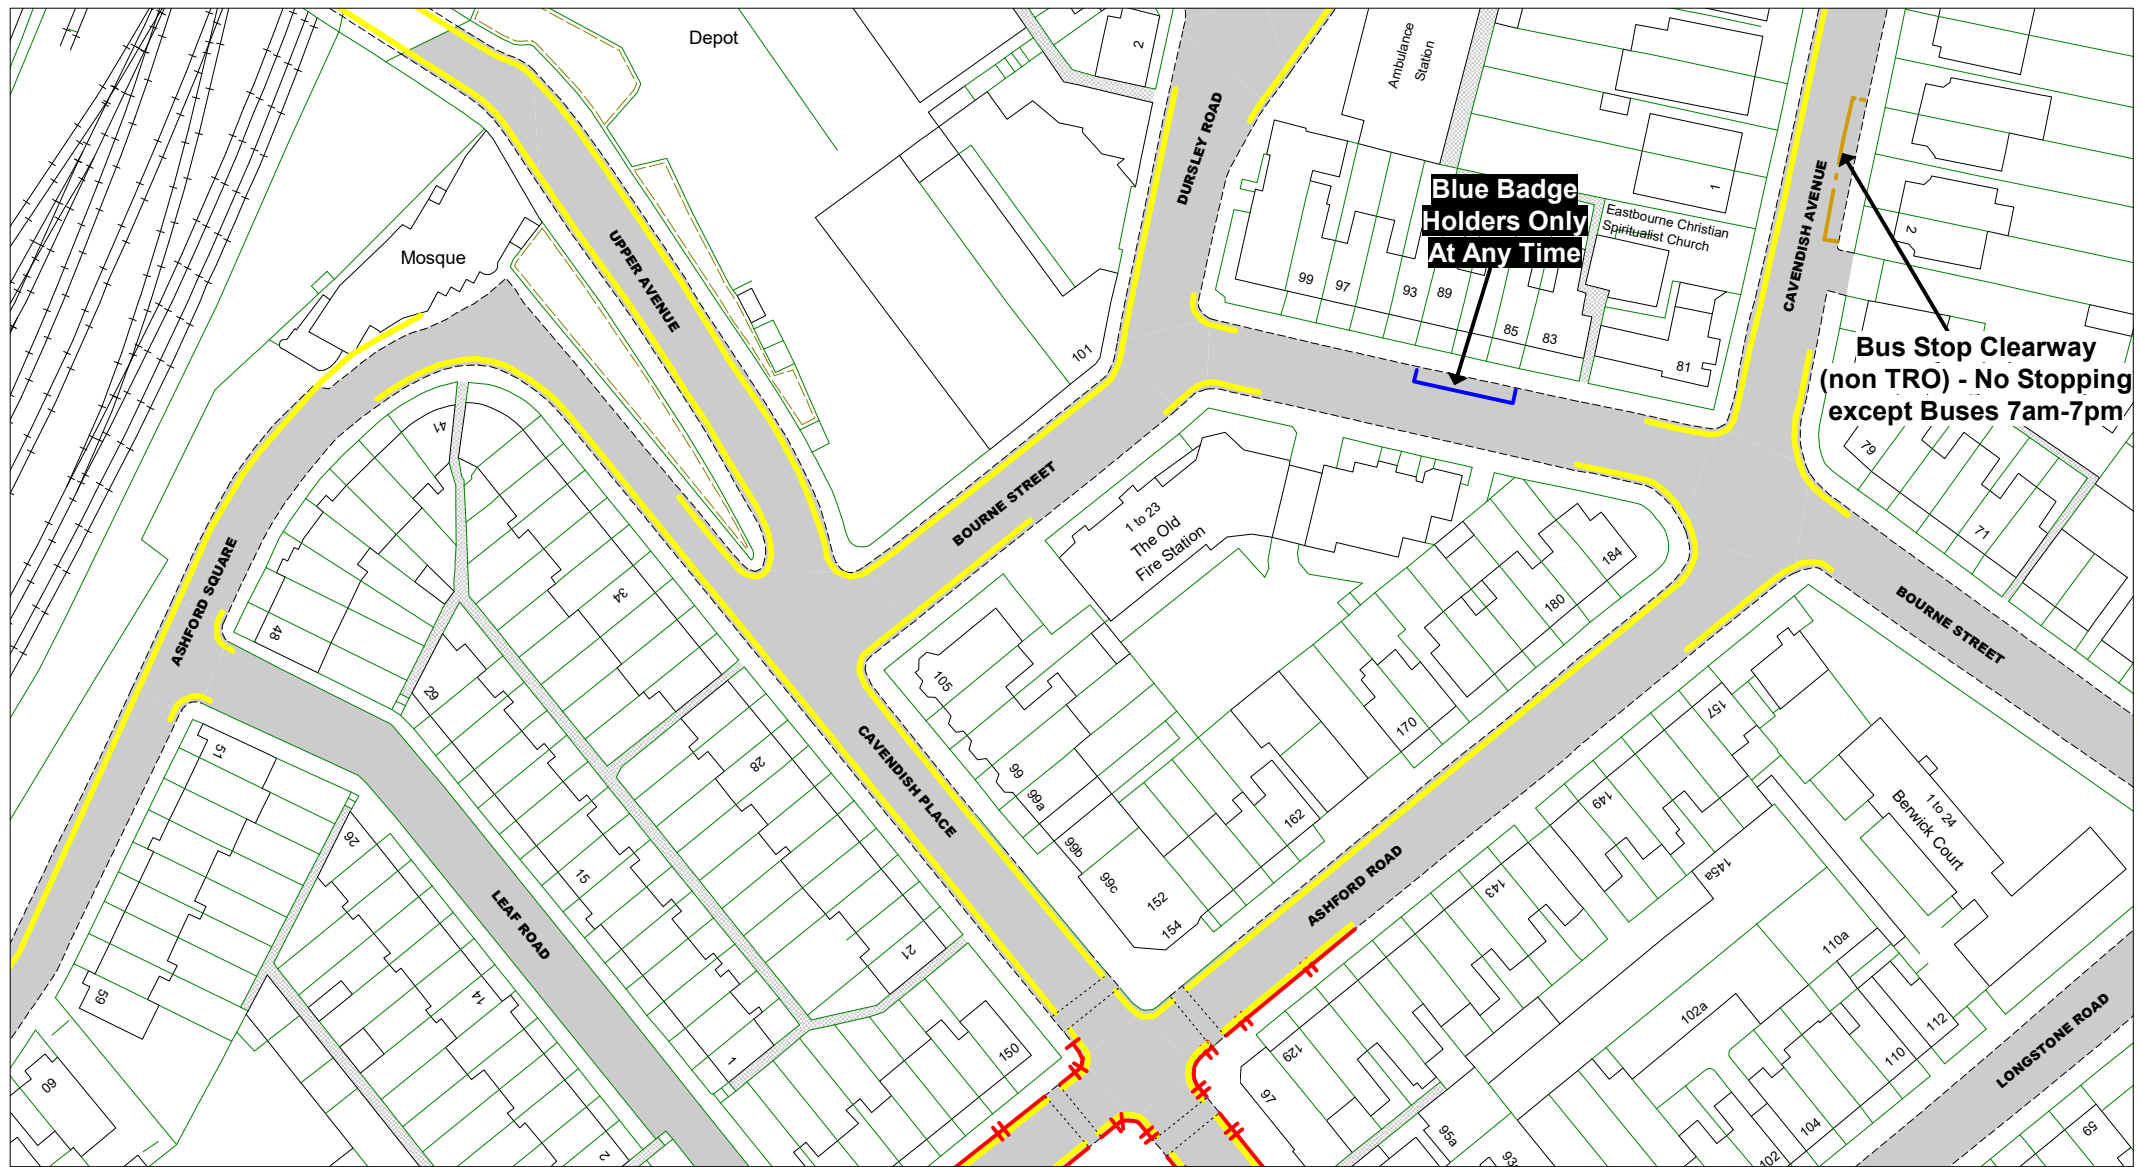 Depot
2
Ambulance
Station
DURSLEY ROAD
Blue Badge
Holders Only
At Any Time
1
Eastbourne Christian
Spiritualist Church
CAVENDISH AVENUE
2
Mosque
UPPER AVENUE
99
97
93
89
85
83
81
101
Bus Stop Clearway
(non TRO) - No Stopping
except Buses 7am-7pm
41
79
71
BOURNE STREET
1 to 23
The Old
Fire Station
184
180
34
ASHFORD SQUARE
48
BOURNE STREET
29
105
51
28
CAVENDISH PLACE
99
99a
170
157
162
149
1 to 24
Berwick Court
26
99b
99c
15
152
154
ASHFORD ROAD
143
145a
LEAF ROAD
21
110a
59
14
150
1
129
102a
112
110
LONGSTONE ROAD
60
97
95a
104
59
2
93
102